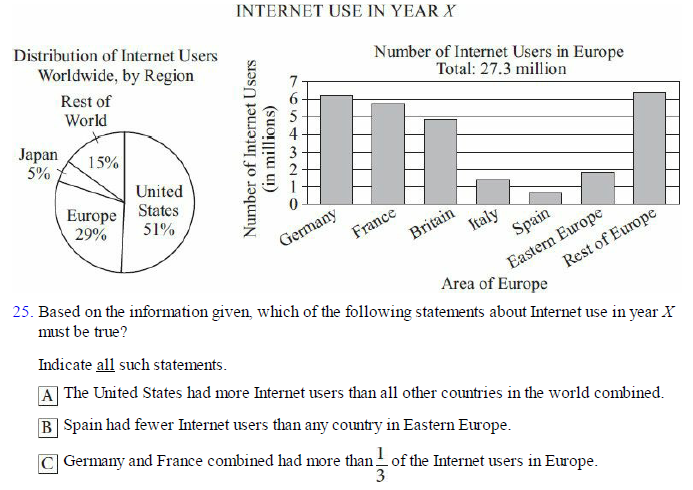 INTERNET USE IN YEAR X
Distribution of Internet Users
Worldwide, by Region
Rest of
World
Japan
5%
15%
United
States
51%
Europe
29%
Number of Internet Users in Europe
Total: 27.3 million
Number of Internet Users
(in millions)
7
6
5
4
3
2
1
0
Germany
France
Britain
Italy
Spain
Eastern Europe
Rest of Europe
Area of Europe
25. Based on the information given, which of the following statements about Internet use in year X
must be true?
Indicate all such statements.
A The United States had more Internet users than all other countries in the world combined.
B Spain had fewer Internet users than any country in Eastern Europe.
C Germany and France combined had more than 1/3 of the Internet users in Europe.